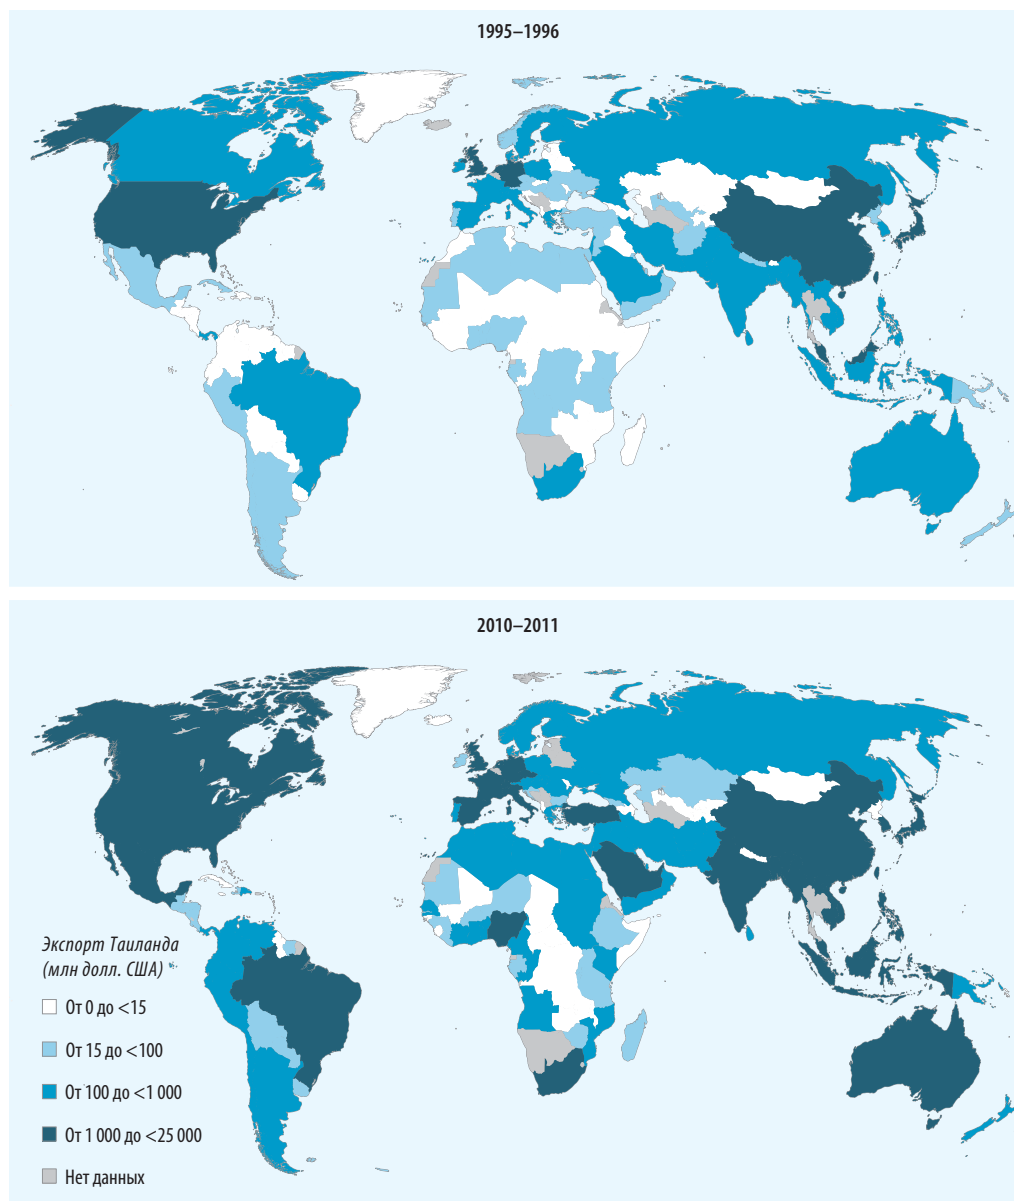 1995–1996
2010–2011
Экспорт Таиланда
(млн долл. США)
От 0 до <15
От 15 до <100
От 100 до <1 000
От 1 000 до <25 000
Нет данных